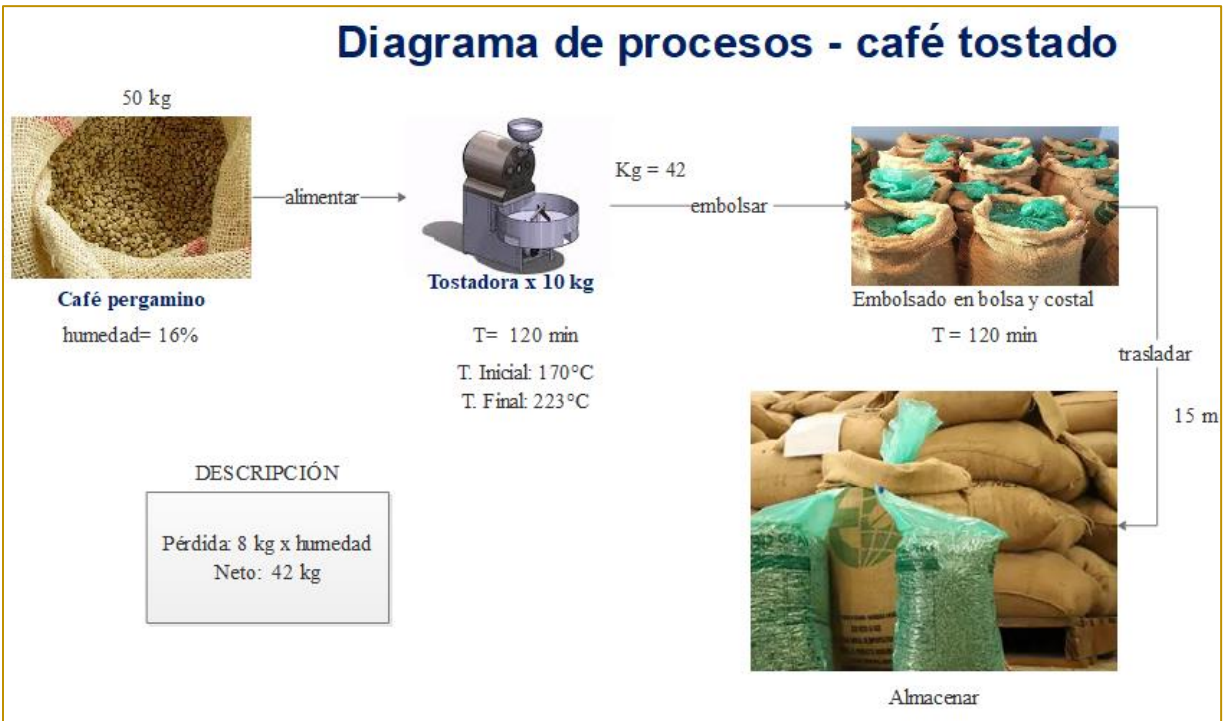 Diagrama de procesos - café tostado
50 kg
alimentar
Kg = 42
embolsar
Café pergamino
humedad= 16%
Tostadora x 10 kg
T= 120 min
T. Inicial: 170°C
T. Final: 223°C
Embolsado en bolsa y costal
T = 120 min
trasladar
15 m
DESCRIPCIÓN
Pérdida: 8 kg x humedad
Neto: 42 kg
Almacenar